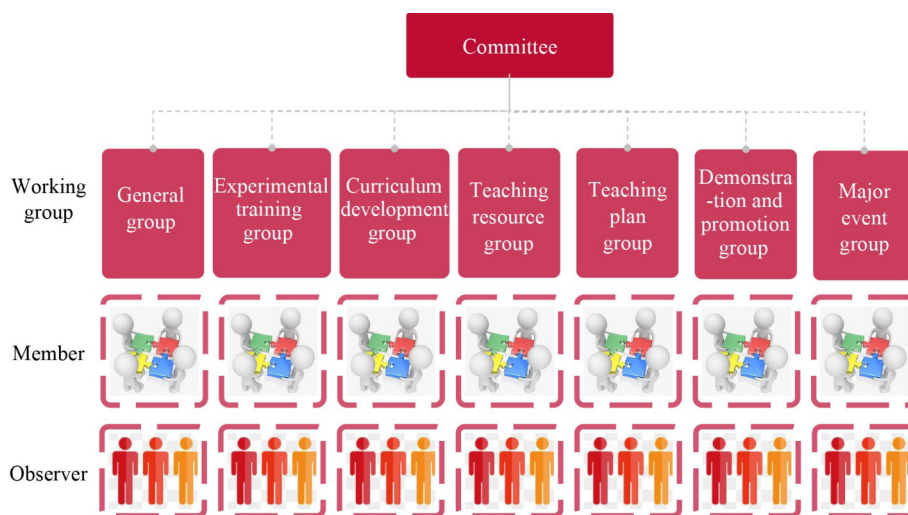 Committee
Working
group
General
group
Experimental
training
group
Curriculum
development
group
Teaching
resource
group
Teaching
plan
group
Demonstra
-tion and
promotion
group
Major
event
group
Member
Observer